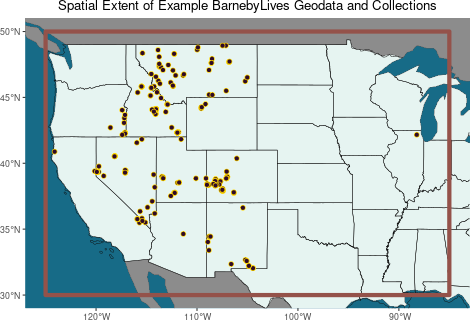 Spatial Extent of Example BarnebyLives Geodata and Collections
50°N
45°N
40°N
35°N
30°N
120°W
110°W
100°W
90°W